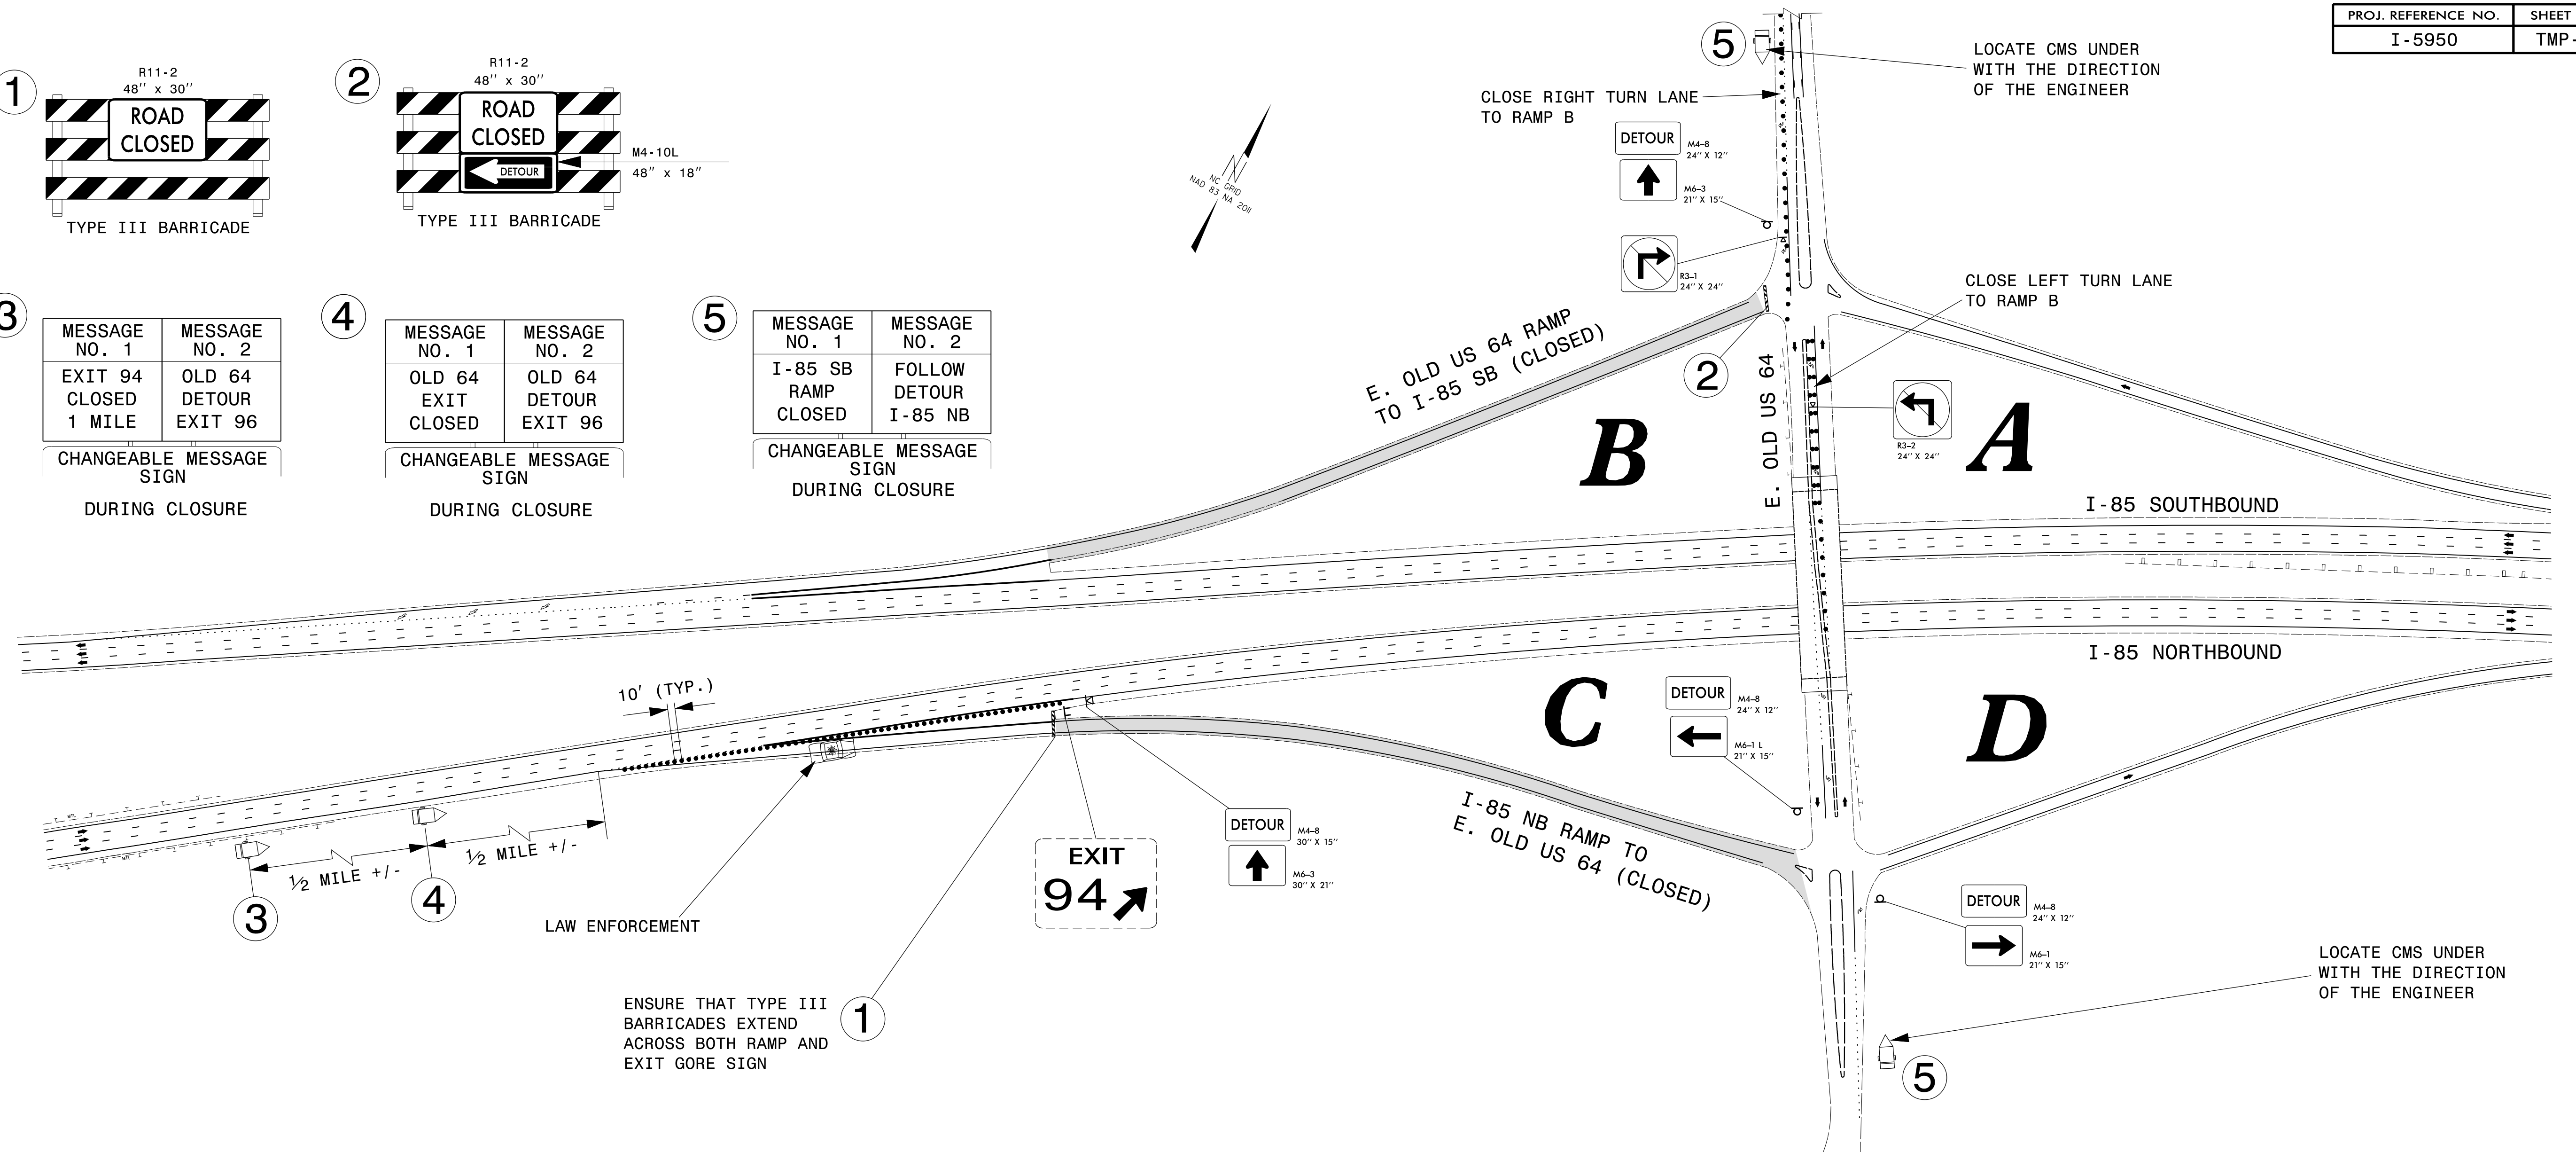 PROJ. REFERENCE NO.
SHEET
I-5950
TMP-
1
R11-2
48" x 30"
ROAD
CLOSED
TYPE III BARRICADE
2
R11-2
48" x 30"
ROAD
CLOSED
DETOUR
M4-10L
48" x 18"
TYPE III BARRICADE
3
MESSAGE NO. 1
MESSAGE NO. 2
EXIT 94
CLOSED
1 MILE
OLD 64
DETOUR
EXIT 96
CHANGEABLE MESSAGE
SIGN
DURING CLOSURE
4
MESSAGE NO. 1
MESSAGE NO. 2
OLD 64
EXIT
CLOSED
OLD 64
DETOUR
EXIT 96
CHANGEABLE MESSAGE
SIGN
DURING CLOSURE
5
MESSAGE NO. 1
MESSAGE NO. 2
I-85 SB
RAMP
CLOSED
FOLLOW
DETOUR
I-85 NB
CHANGEABLE MESSAGE
SIGN
DURING CLOSURE
N
NC GRID
NAD 83 NA 2011
5
LOCATE CMS UNDER
WITH THE DIRECTION
OF THE ENGINEER
CLOSE RIGHT TURN LANE
TO RAMP B
DETOUR
M4-8
24" X 12"
M6-3
21" X 15"
R3-1
24" X 24"
CLOSE LEFT TURN LANE
TO RAMP B
R3-2
24" X 24"
E. OLD US 64 RAMP
TO I-85 SB (CLOSED)
2
E. OLD US 64
B
A
I-85 SOUTHBOUND
I-85 NORTHBOUND
C
D
DETOUR
M4-8
24" X 12"
M6-1 L
21" X 15"
10' (TYP.)
1/2 MILE +/-
1/2 MILE +/-
3
4
LAW ENFORCEMENT
EXIT
94
DETOUR
M4-8
30" X 15"
M6-3
30" X 21"
I-85 NB RAMP TO
E. OLD US 64 (CLOSED)
DETOUR
M4-8
24" X 12"
M6-1
21" X 15"
ENSURE THAT TYPE III
BARRICADES EXTEND
ACROSS BOTH RAMP AND
EXIT GORE SIGN
1
LOCATE CMS UNDER
WITH THE DIRECTION
OF THE ENGINEER
5